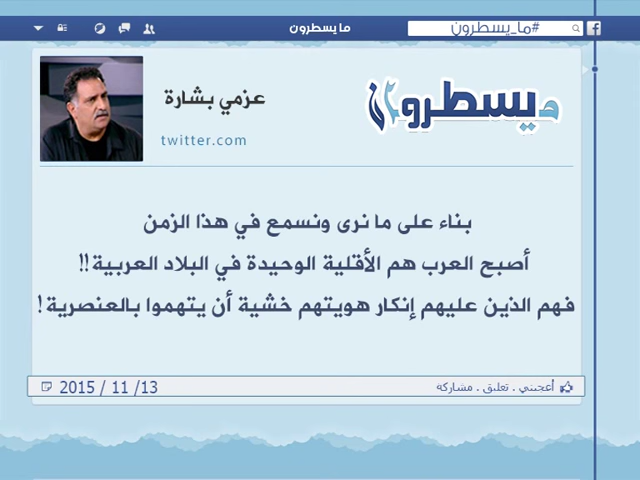 ما يسطرون
#ما_يسطرون
f
ما يسطرون
عزمي بشارة
twitter.com
بناء على ما نرى ونسمع في هذا الزمن
أصبح العرب هم الأقلية الوحيدة في البلاد العربية!!
فهم الذين عليهم إنكار هويتهم خشية أن يتهموا بالعنصرية!
أعجبني . تعليق . مشاركة
2015 / 11 /13